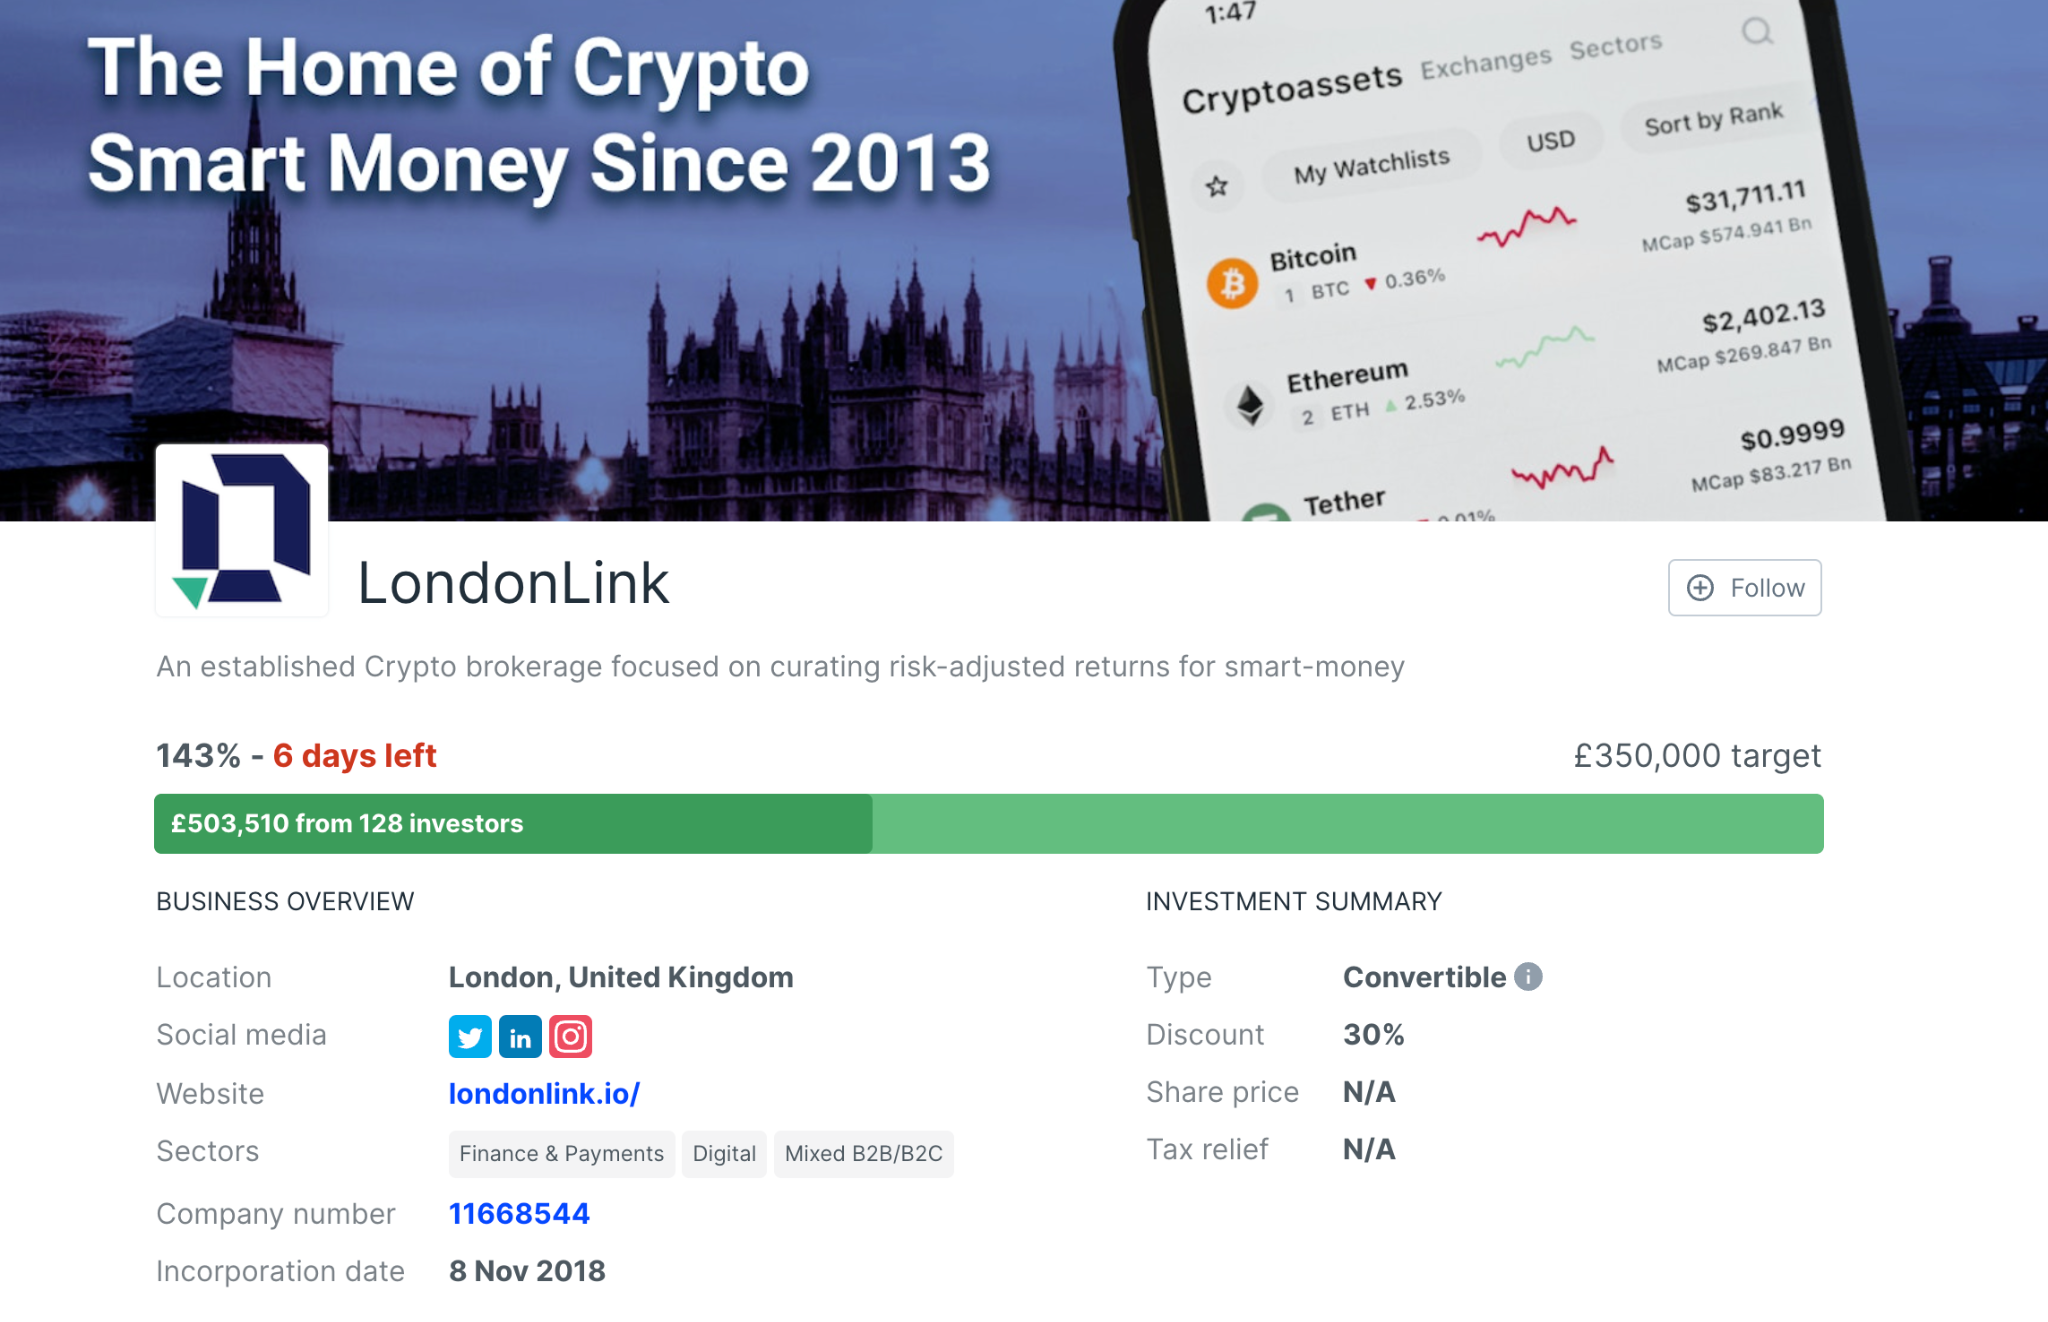 The Home of Crypto
Smart Money Since 2013
1:47
Cryptoassets Exchanges Sectors
My Watchlists USD Sort by Rank
Bitcoin $31,711.11
1 BTC ▼ 0.36% MCap $574.941 Bn
Ethereum $2,402.13
2 ETH ▲ 2.53% MCap $269.847 Bn
Tether $0.9999
0.01% MCap $83.217 Bn
LondonLink
Follow
An established Crypto brokerage focused on curating risk-adjusted returns for smart-money
143% - 6 days left
£350,000 target
£503,510 from 128 investors
BUSINESS OVERVIEW
Location London, United Kingdom
Social media in
Website londonlink.io/
Sectors Finance & Payments Digital Mixed B2B/B2C
Company number 11668544
Incorporation date 8 Nov 2018
INVESTMENT SUMMARY
Type Convertible i
Discount 30%
Share price N/A
Tax relief N/A